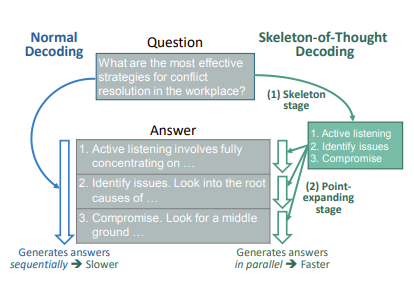 Normal
Decoding
Question
Skeleton-of-Thought
Decoding
What are the most effective
strategies for conflict
resolution in the workplace?
(1) Skeleton
stage
Answer
1. Active listening
2. Identify issues
3. Compromise
1. Active listening involves fully
concentrating on …
2. Identify issues. Look into the root
causes of …
3. Compromise. Look for a middle
ground …
(2) Point-
expanding
stage
Generates answers
sequentially ➔ Slower
Generates answers
in parallel ➔ Faster